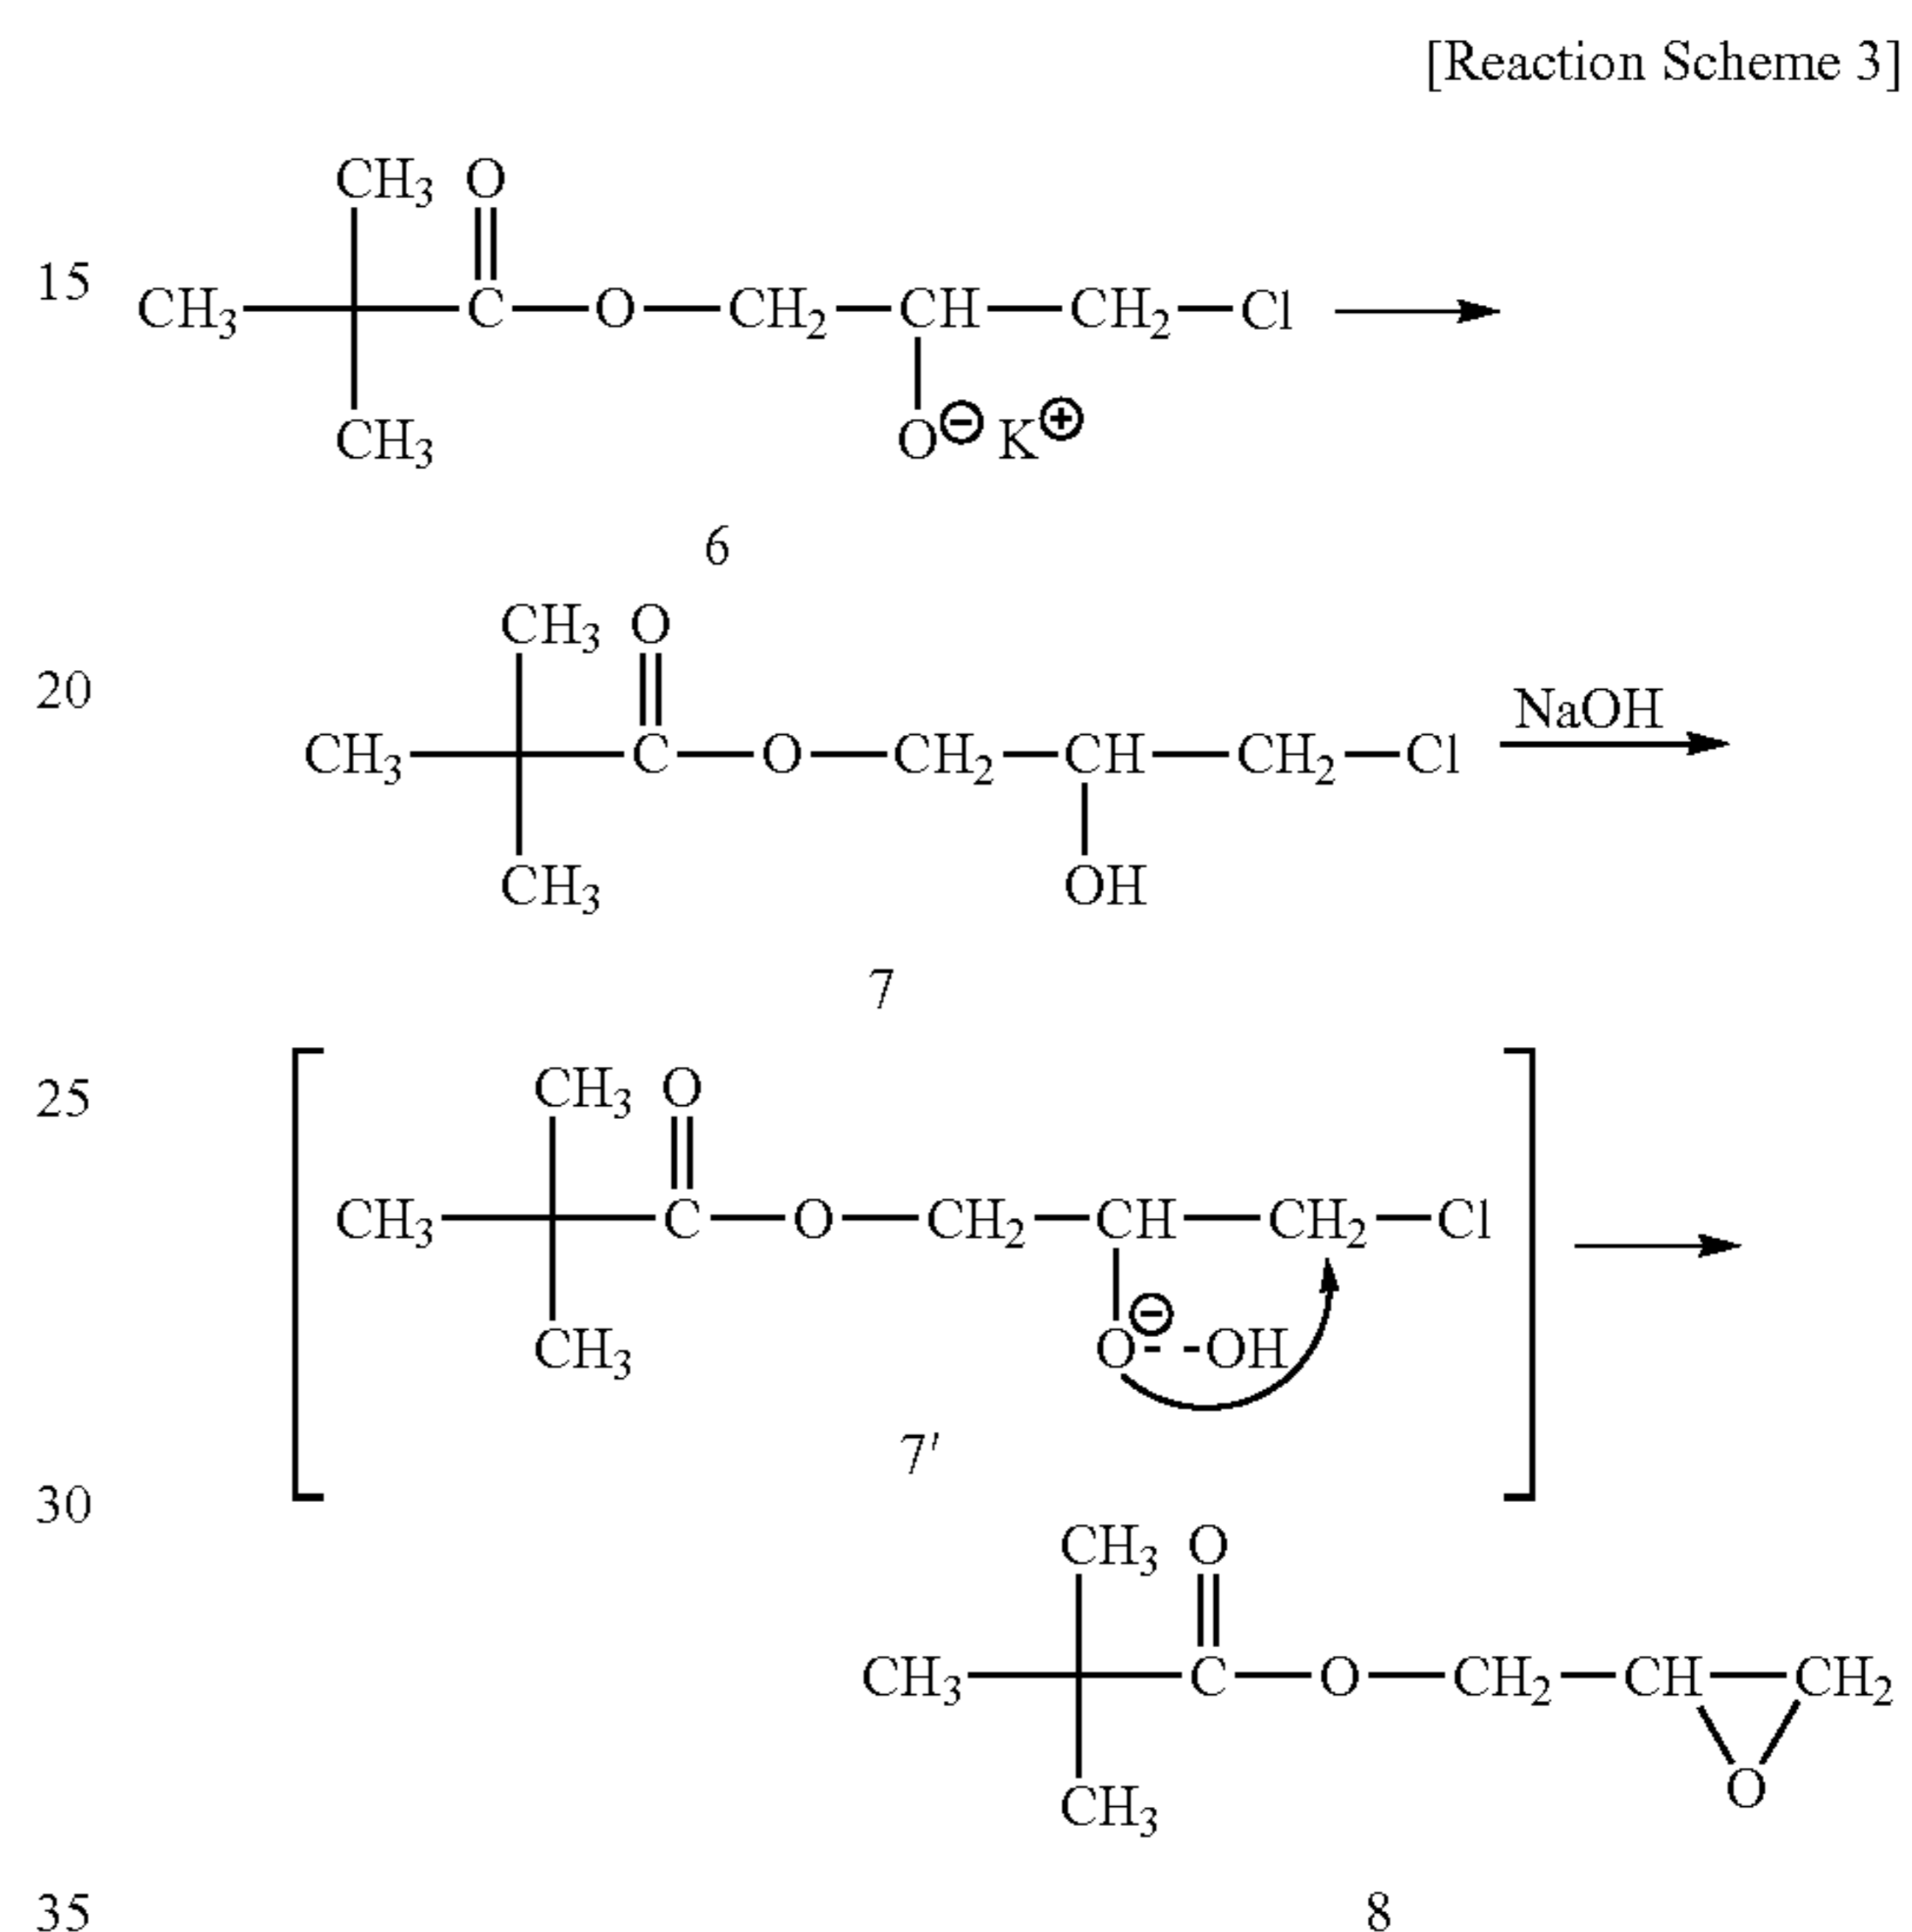 [Reaction Scheme 3]
CH3 O
15 CH3 C O CH2 CH CH2 Cl
CH3 O⊖ K⊕
6
CH3 O
20 NaOH
CH3 C O CH2 CH CH2 Cl
CH3 OH
7
25 CH3 O
CH3 C O CH2 CH CH2 Cl
⊖
CH3 O- -OH
7′
30
CH3 O
CH3 C O CH2 CH CH2
O
CH3
35 8